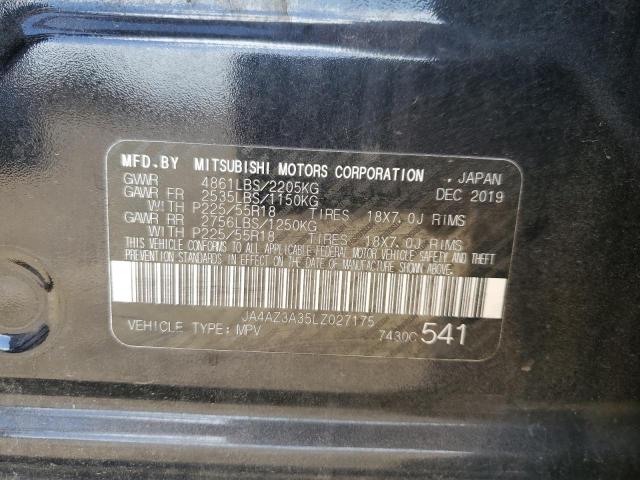 MFD.BY MITSUBISHI MOTORS CORPORATION , JAPAN
GVWR 4861LBS/2205KG DEC 2019
GAWR FR 2535LBS/1150KG
WITH P225/55R18 TIRES 18X7.0J RIMS
GAWR RR 2756LBS/1250KG
WITH P225/55R18 TIRES 18X7.0J RIMS
THIS VEHICLE CONFORMS TO ALL APPLICABLE FEDERAL MOTOR VEHICLE SAFETY AND THEFT
PREVENTION STANDARDS IN EFFECT ON THE DATE OF MANUFACTURE SHOWN ABOVE.
JA4AZ3A35LZ027175
VEHICLE TYPE: MPV 7430C541